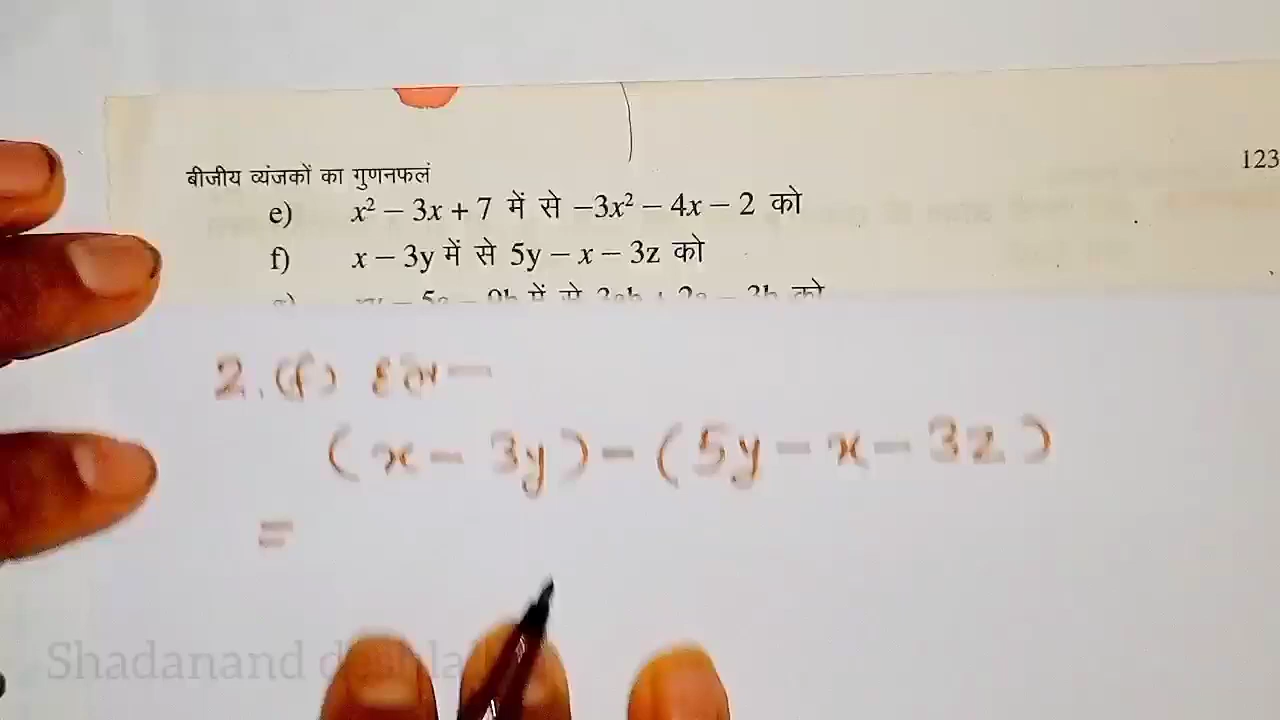 बीजीय व्यंजकों का गुणनफलं
123
e) x² – 3x + 7 में से –3x² – 4x – 2 को
f) x – 3y में से 5y – x – 3z को
2. (f) हल—
(x – 3y) – (5y – x – 3z)
=
Shadanand